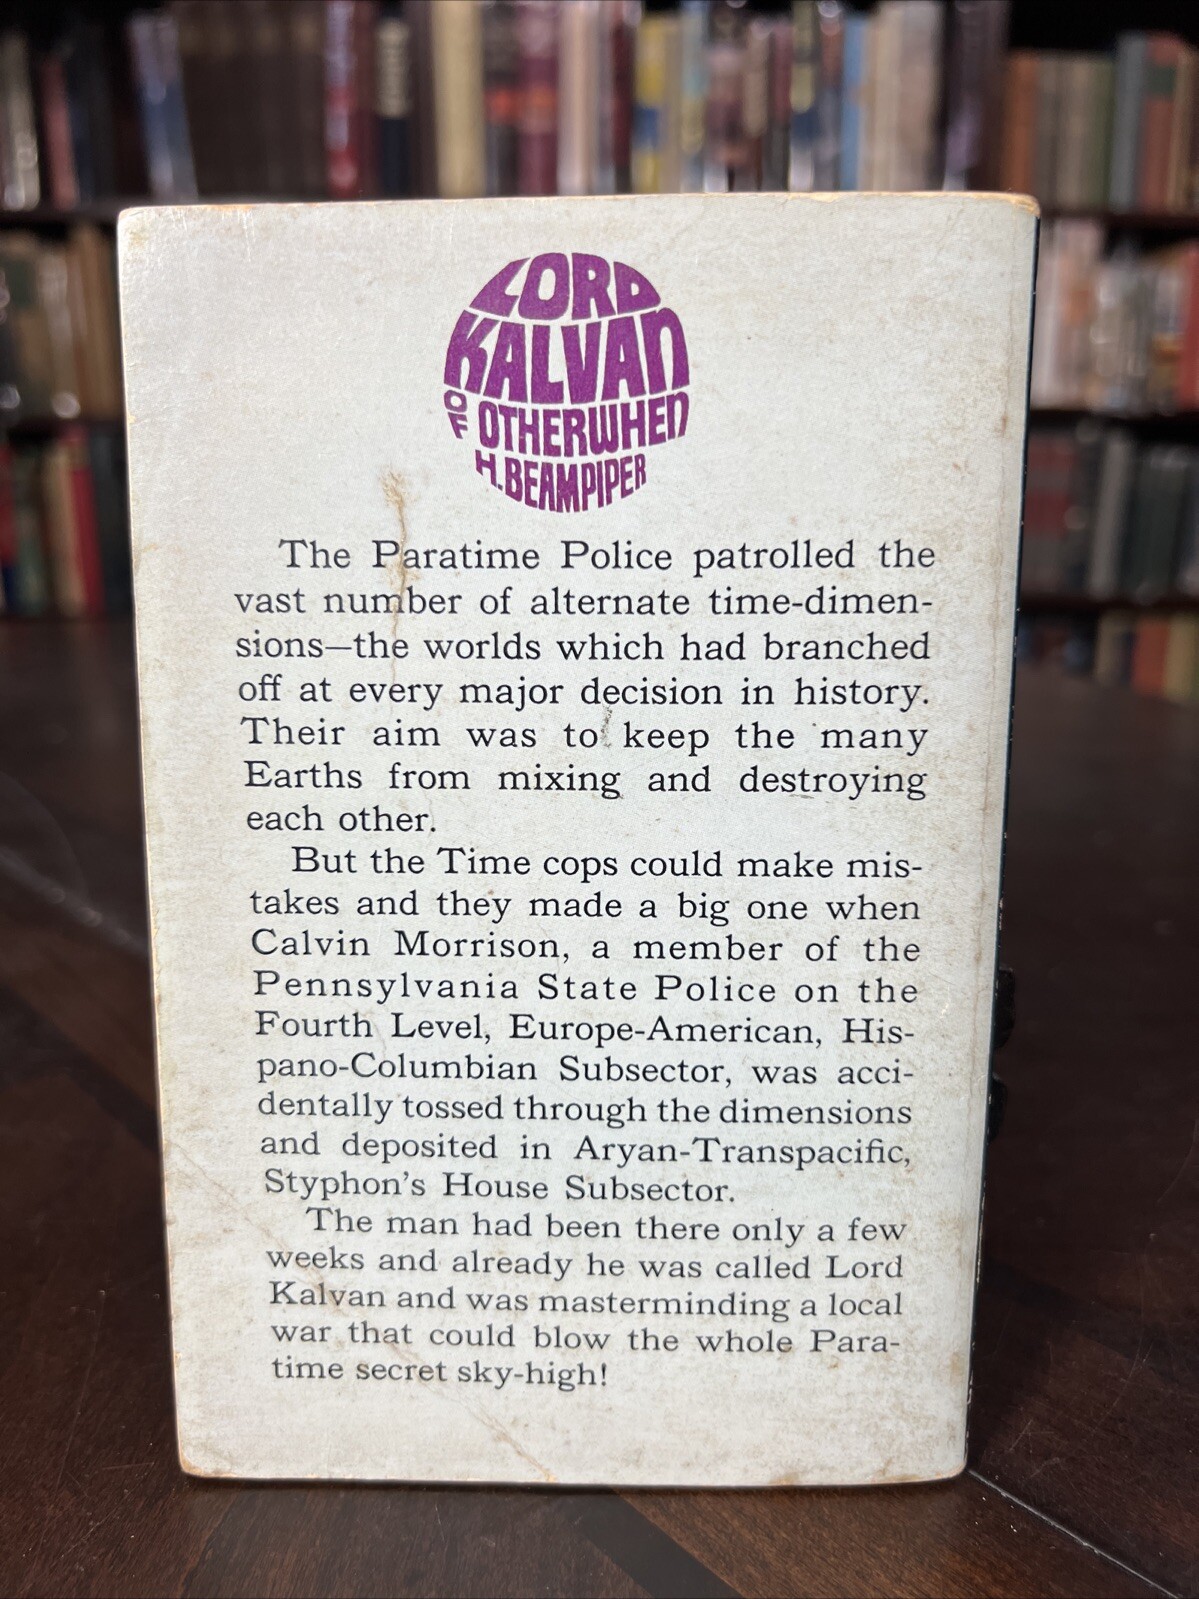 LORD
KALVAN
OF OTHERWHEN
H. BEAM PIPER
The Paratime Police patrolled the
vast number of alternate time-dimen-
sions—the worlds which had branched
off at every major decision in history.
Their aim was to keep the many
Earths from mixing and destroying
each other.
But the Time cops could make mis-
takes and they made a big one when
Calvin Morrison, a member of the
Pennsylvania State Police on the
Fourth Level, Europe-American, His-
pano-Columbian Subsector, was acci-
dentally tossed through the dimensions
and deposited in Aryan-Transpacific,
Styphon's House Subsector.
The man had been there only a few
weeks and already he was called Lord
Kalvan and was masterminding a local
war that could blow the whole Para-
time secret sky-high!